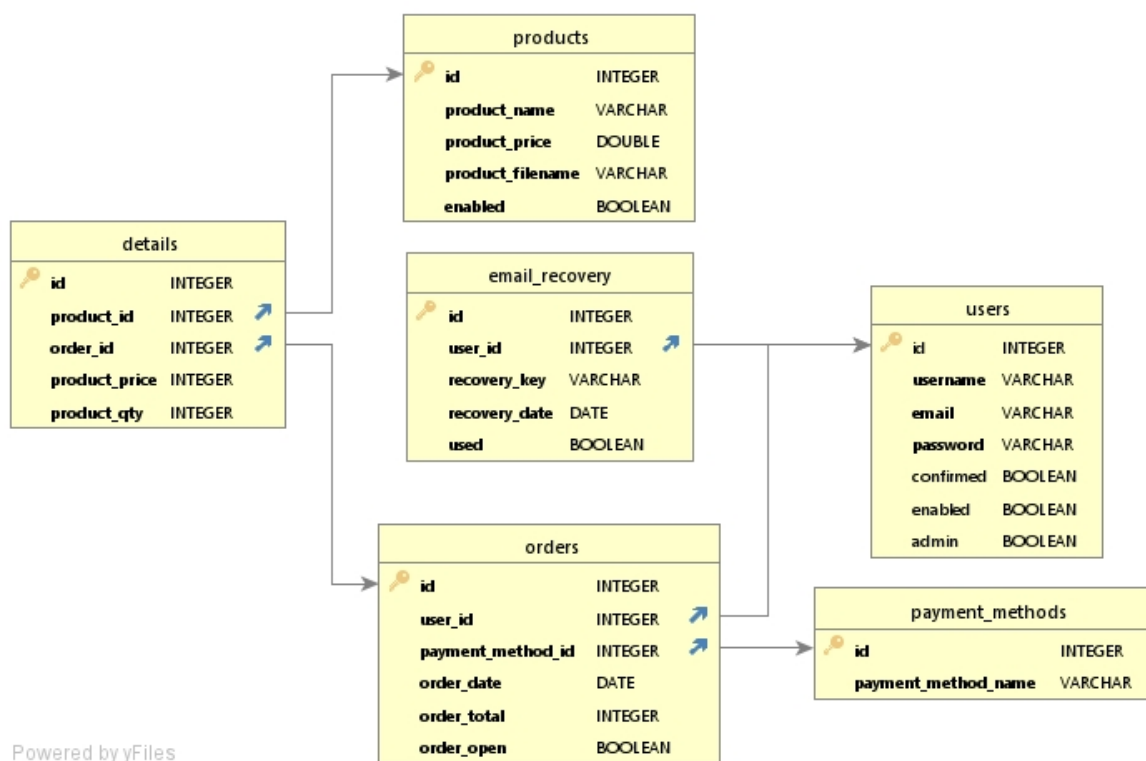 products
id INTEGER
product_name VARCHAR
product_price DOUBLE
product_filename VARCHAR
enabled BOOLEAN
details
id INTEGER
product_id INTEGER
order_id INTEGER
product_price INTEGER
product_qty INTEGER
email_recovery
id INTEGER
user_id INTEGER
recovery_key VARCHAR
recovery_date DATE
used BOOLEAN
users
id INTEGER
username VARCHAR
email VARCHAR
password VARCHAR
confirmed BOOLEAN
enabled BOOLEAN
admin BOOLEAN
orders
id INTEGER
user_id INTEGER
payment_method_id INTEGER
order_date DATE
order_total INTEGER
order_open BOOLEAN
payment_methods
id INTEGER
payment_method_name VARCHAR
Powered by yFiles